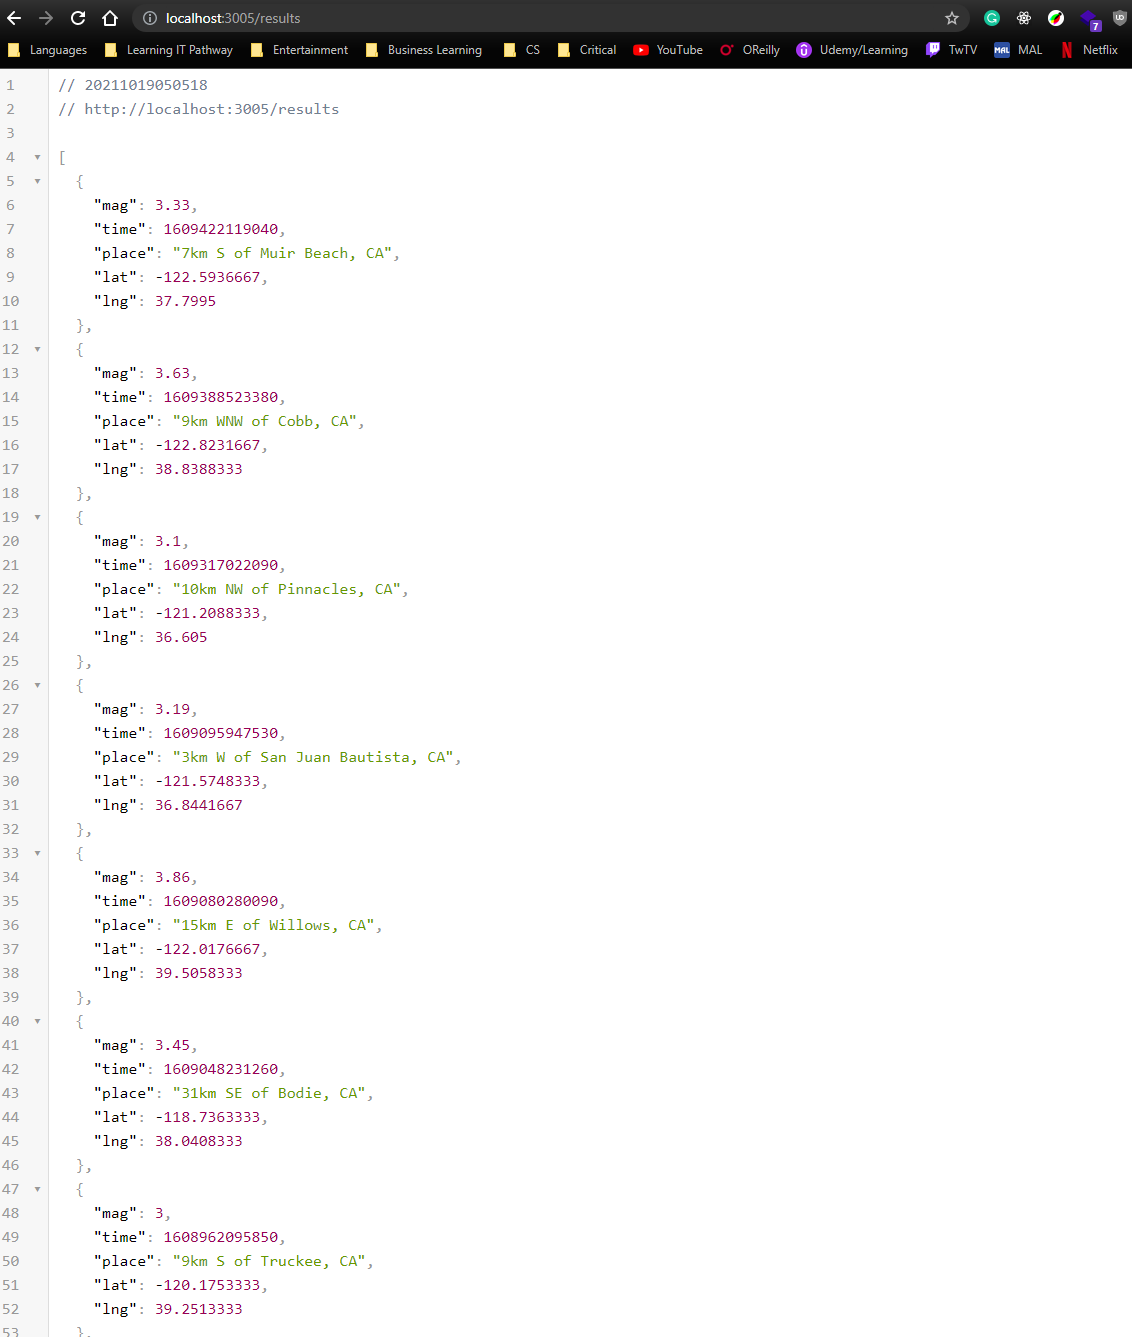 localhost:3005/results
7
Languages Learning IT Pathway Entertainment Business Learning CS Critical YouTube OReilly Udemy/Learning TwTV MAL MAL Netflix
1 // 20211019050518
2 // http://localhost:3005/results
3
4 [
5 {
6 "mag": 3.33,
7 "time": 1609422119040,
8 "place": "7km S of Muir Beach, CA",
9 "lat": -122.5936667,
10 "lng": 37.7995
11 },
12 {
13 "mag": 3.63,
14 "time": 1609388523380,
15 "place": "9km WNW of Cobb, CA",
16 "lat": -122.8231667,
17 "lng": 38.8388333
18 },
19 {
20 "mag": 3.1,
21 "time": 1609317022090,
22 "place": "10km NW of Pinnacles, CA",
23 "lat": -121.2088333,
24 "lng": 36.605
25 },
26 {
27 "mag": 3.19,
28 "time": 1609095947530,
29 "place": "3km W of San Juan Bautista, CA",
30 "lat": -121.5748333,
31 "lng": 36.8441667
32 },
33 {
34 "mag": 3.86,
35 "time": 1609080280090,
36 "place": "15km E of Willows, CA",
37 "lat": -122.0176667,
38 "lng": 39.5058333
39 },
40 {
41 "mag": 3.45,
42 "time": 1609048231260,
43 "place": "31km SE of Bodie, CA",
44 "lat": -118.7363333,
45 "lng": 38.0408333
46 },
47 {
48 "mag": 3,
49 "time": 1608962095850,
50 "place": "9km S of Truckee, CA",
51 "lat": -120.1753333,
52 "lng": 39.2513333
53 },